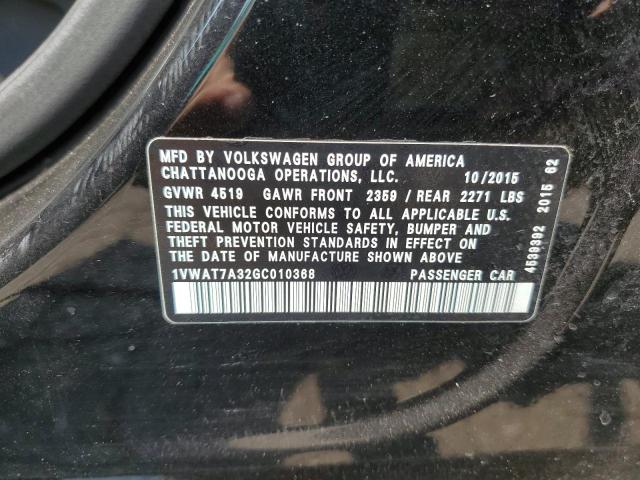 MFD BY VOLKSWAGEN GROUP OF AMERICA
CHATTANOOGA OPERATIONS, LLC. 10/2015
GVWR 4519 GAWR FRONT 2359 / REAR 2271 LBS
THIS VEHICLE CONFORMS TO ALL APPLICABLE U.S.
FEDERAL MOTOR VEHICLE SAFETY, BUMPER AND
THEFT PREVENTION STANDARDS IN EFFECT ON
THE DATE OF MANUFACTURE SHOWN ABOVE
1VWAT7A32GC010368 PASSENGER CAR
4539392 2015 62